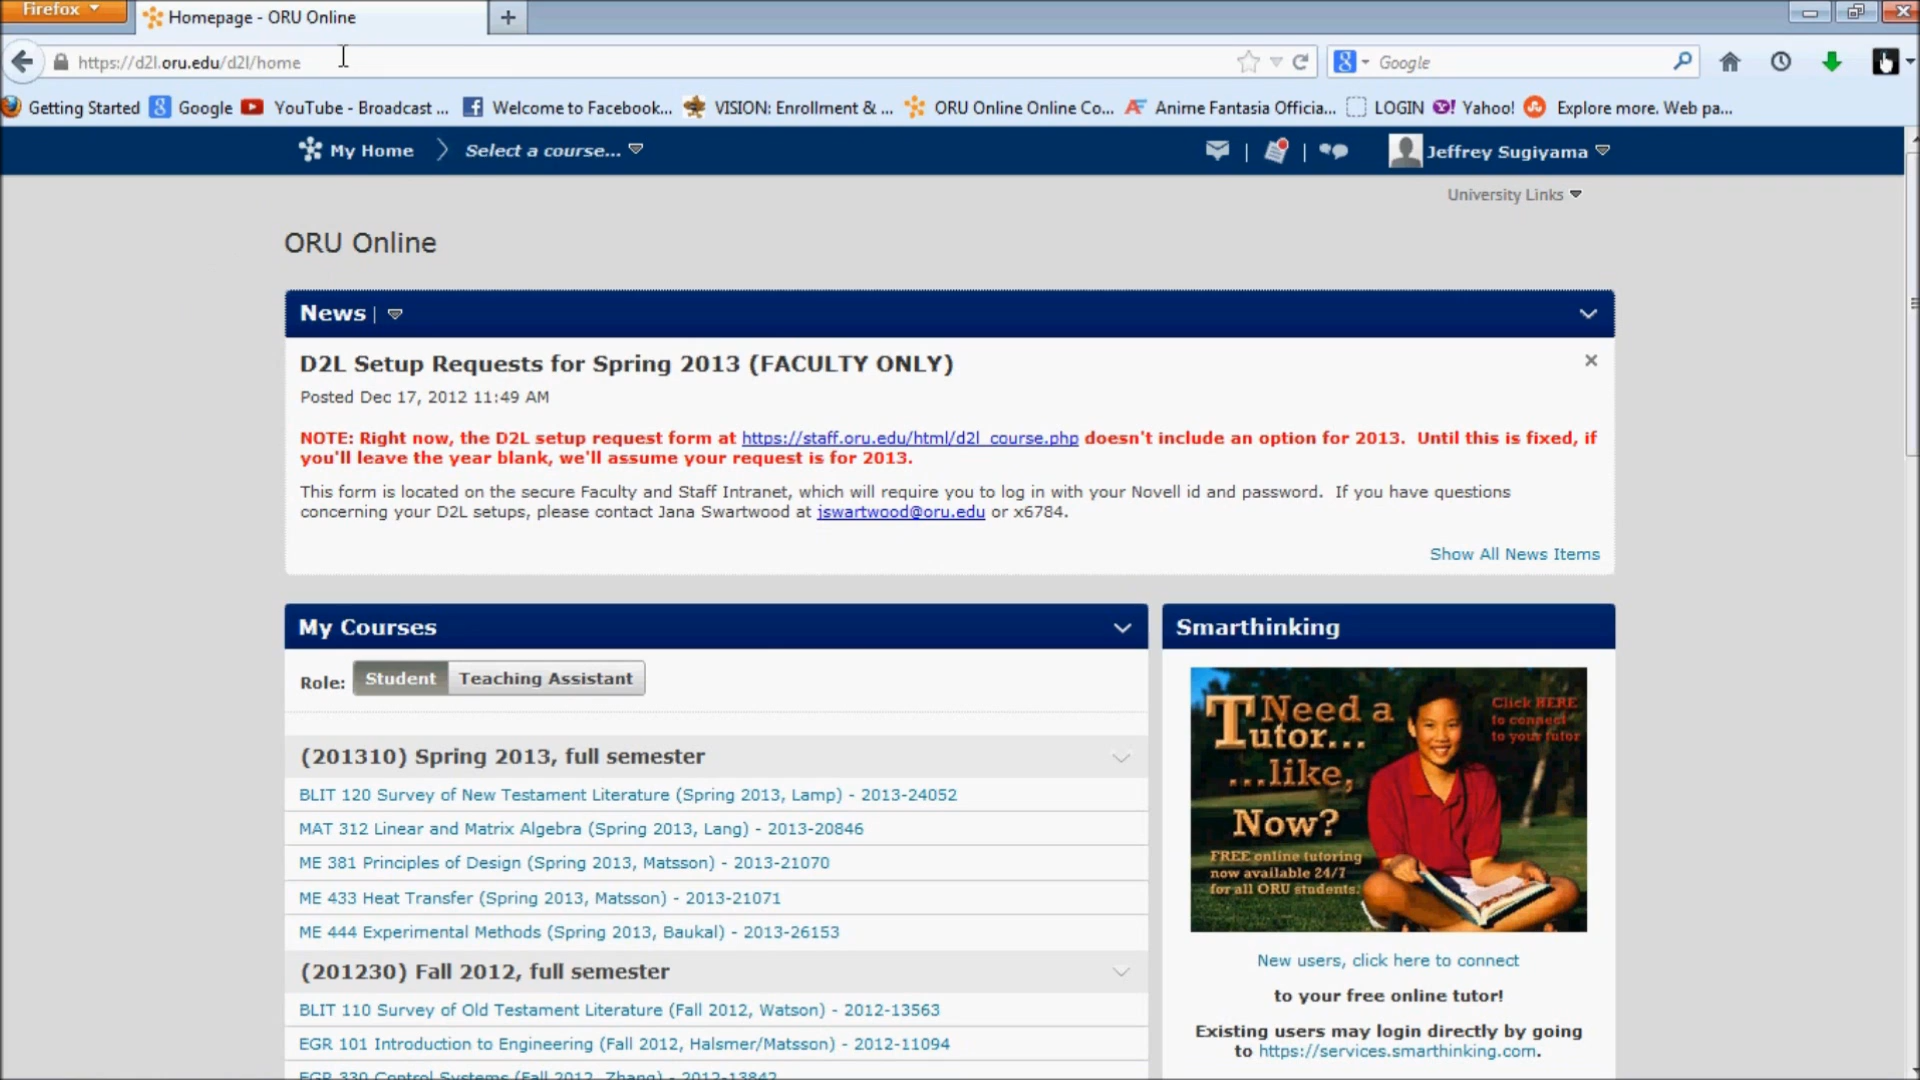 Firefox
Homepage - ORU Online
https://d2l.oru.edu/d2l/home
Google
Getting Started Google YouTube - Broadcast ... Welcome to Facebook... VISION: Enrollment & ... ORU Online Online Co... Anime Fantasia Officia... LOGIN Yahoo! Explore more. Web pa...
My Home Select a course... Jeffrey Sugiyama
University Links
ORU Online
News
D2L Setup Requests for Spring 2013 (FACULTY ONLY)
Posted Dec 17, 2012 11:49 AM
NOTE: Right now, the D2L setup request form at https://staff.oru.edu/html/d2l_course.php doesn't include an option for 2013. Until this is fixed, if
you'll leave the year blank, we'll assume your request is for 2013.
This form is located on the secure Faculty and Staff Intranet, which will require you to log in with your Novell id and password. If you have questions
concerning your D2L setups, please contact Jana Swartwood at jswartwood@oru.edu or x6784.
Show All News Items
My Courses
Role: Student Teaching Assistant
(201310) Spring 2013, full semester
BLIT 120 Survey of New Testament Literature (Spring 2013, Lamp) - 2013-24052
MAT 312 Linear and Matrix Algebra (Spring 2013, Lang) - 2013-20846
ME 381 Principles of Design (Spring 2013, Matsson) - 2013-21070
ME 433 Heat Transfer (Spring 2013, Matsson) - 2013-21071
ME 444 Experimental Methods (Spring 2013, Baukal) - 2013-26153
(201230) Fall 2012, full semester
BLIT 110 Survey of Old Testament Literature (Fall 2012, Watson) - 2012-13563
EGR 101 Introduction to Engineering (Fall 2012, Halsmer/Matsson) - 2012-11094
EGR 330 Control Systems (Fall 2012, Zhang) - 2012-13842
Smarthinking
Need a
Tutor...
...like,
Now?
FREE online tutoring
now available 24/7
for all ORU students.
Click HERE
to connect
to your tutor
New users, click here to connect
to your free online tutor!
Existing users may login directly by going
to https://services.smarthinking.com.